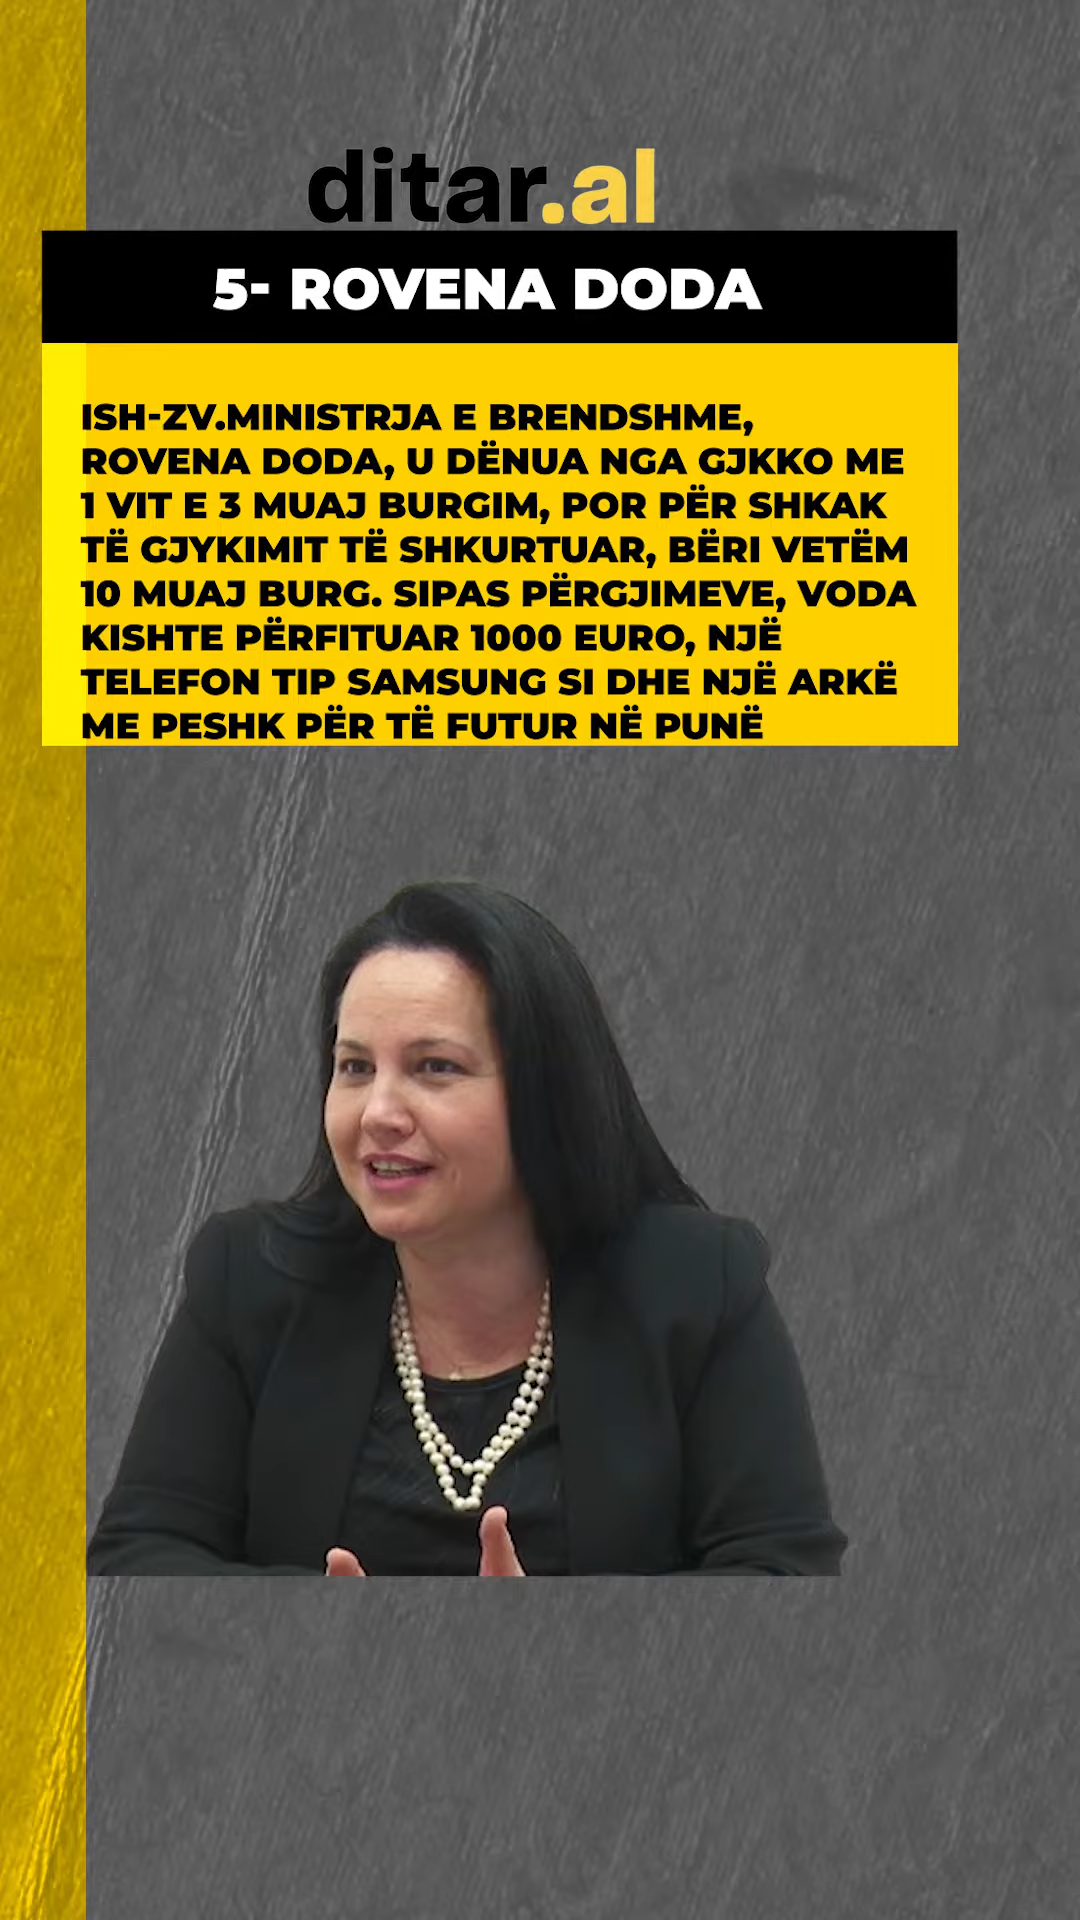 ditar.al
5- ROVENA DODA
ISH-ZV.MINISTRJA E BRENDSHME,
ROVENA DODA, U DËNUA NGA GJKKO ME
1 VIT E 3 MUAJ BURGIM, POR PËR SHKAK
TË GJYKIMIT TË SHKURTUAR, BËRI VETËM
10 MUAJ BURG. SIPAS PËRGJIMEVE, VODA
KISHTE PËRFITUAR 1000 EURO, NJË
TELEFON TIP SAMSUNG SI DHE NJË ARKË
ME PESHK PËR TË FUTUR NË PUNË